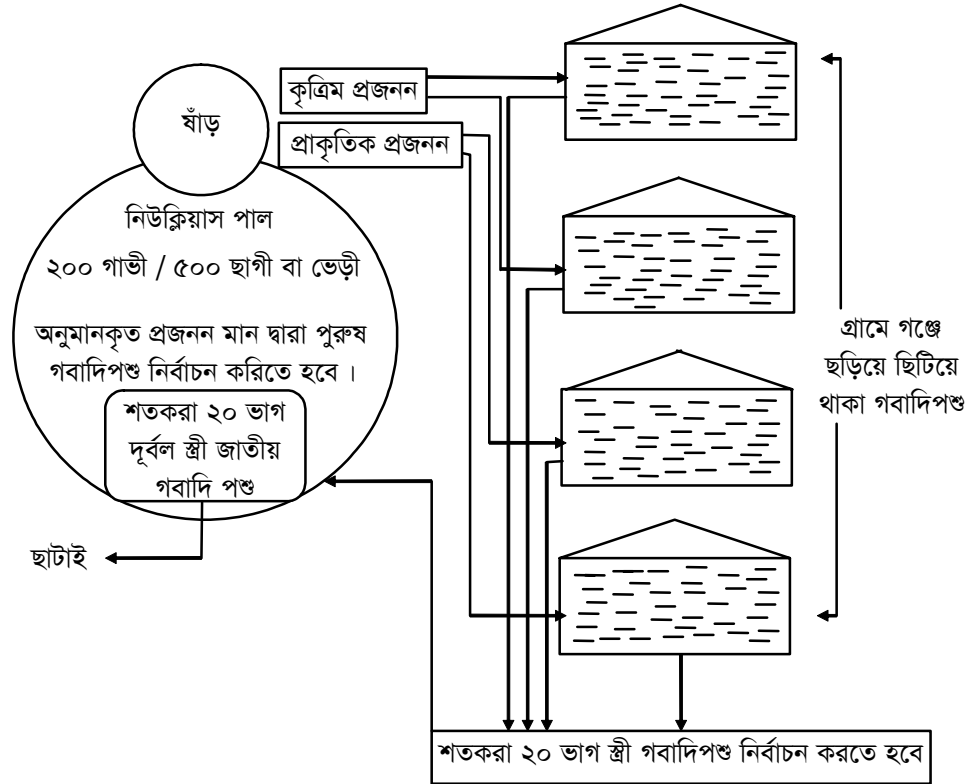 ষাঁড়
কৃত্রিম প্রজনন
প্রাকৃতিক প্রজনন
নিউক্লিয়াস পাল
২০০ গাভী / ৫০০ ছাগী বা ভেড়ী
অনুমানকৃত প্রজনন মান দ্বারা পুরুষ
গবাদিপশু নির্বাচন করিতে হবে ।
শতকরা ২০ ভাগ
দূর্বল স্ত্রী জাতীয়
গবাদি পশু
ছাটাই
গ্রামে গঞ্জে
ছড়িয়ে ছিটিয়ে
থাকা গবাদিপশু
শতকরা ২০ ভাগ স্ত্রী গবাদিপশু নির্বাচন করতে হবে